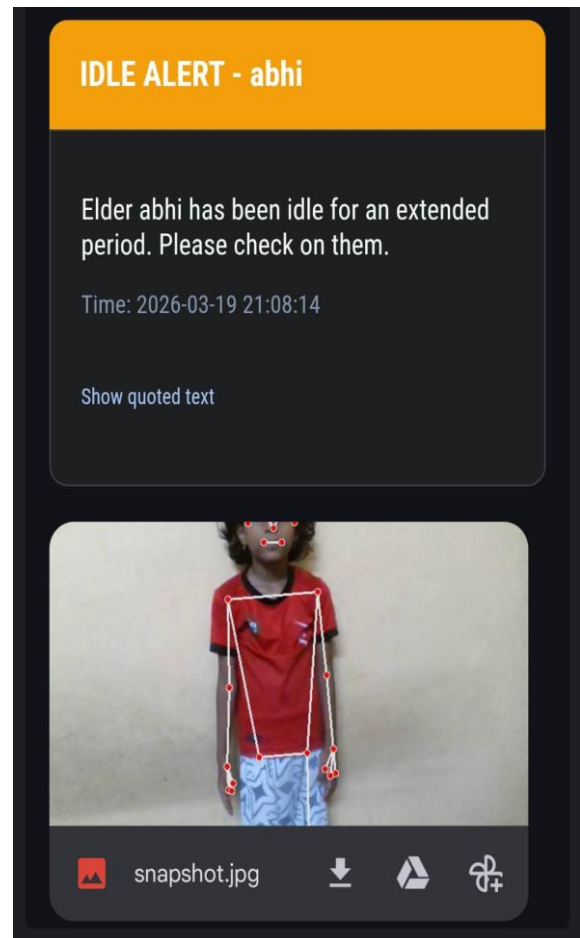 IDLE ALERT - abhi
Elder abhi has been idle for an extended
period. Please check on them.
Time: 2026-03-19 21:08:14
Show quoted text
snapshot.jpg